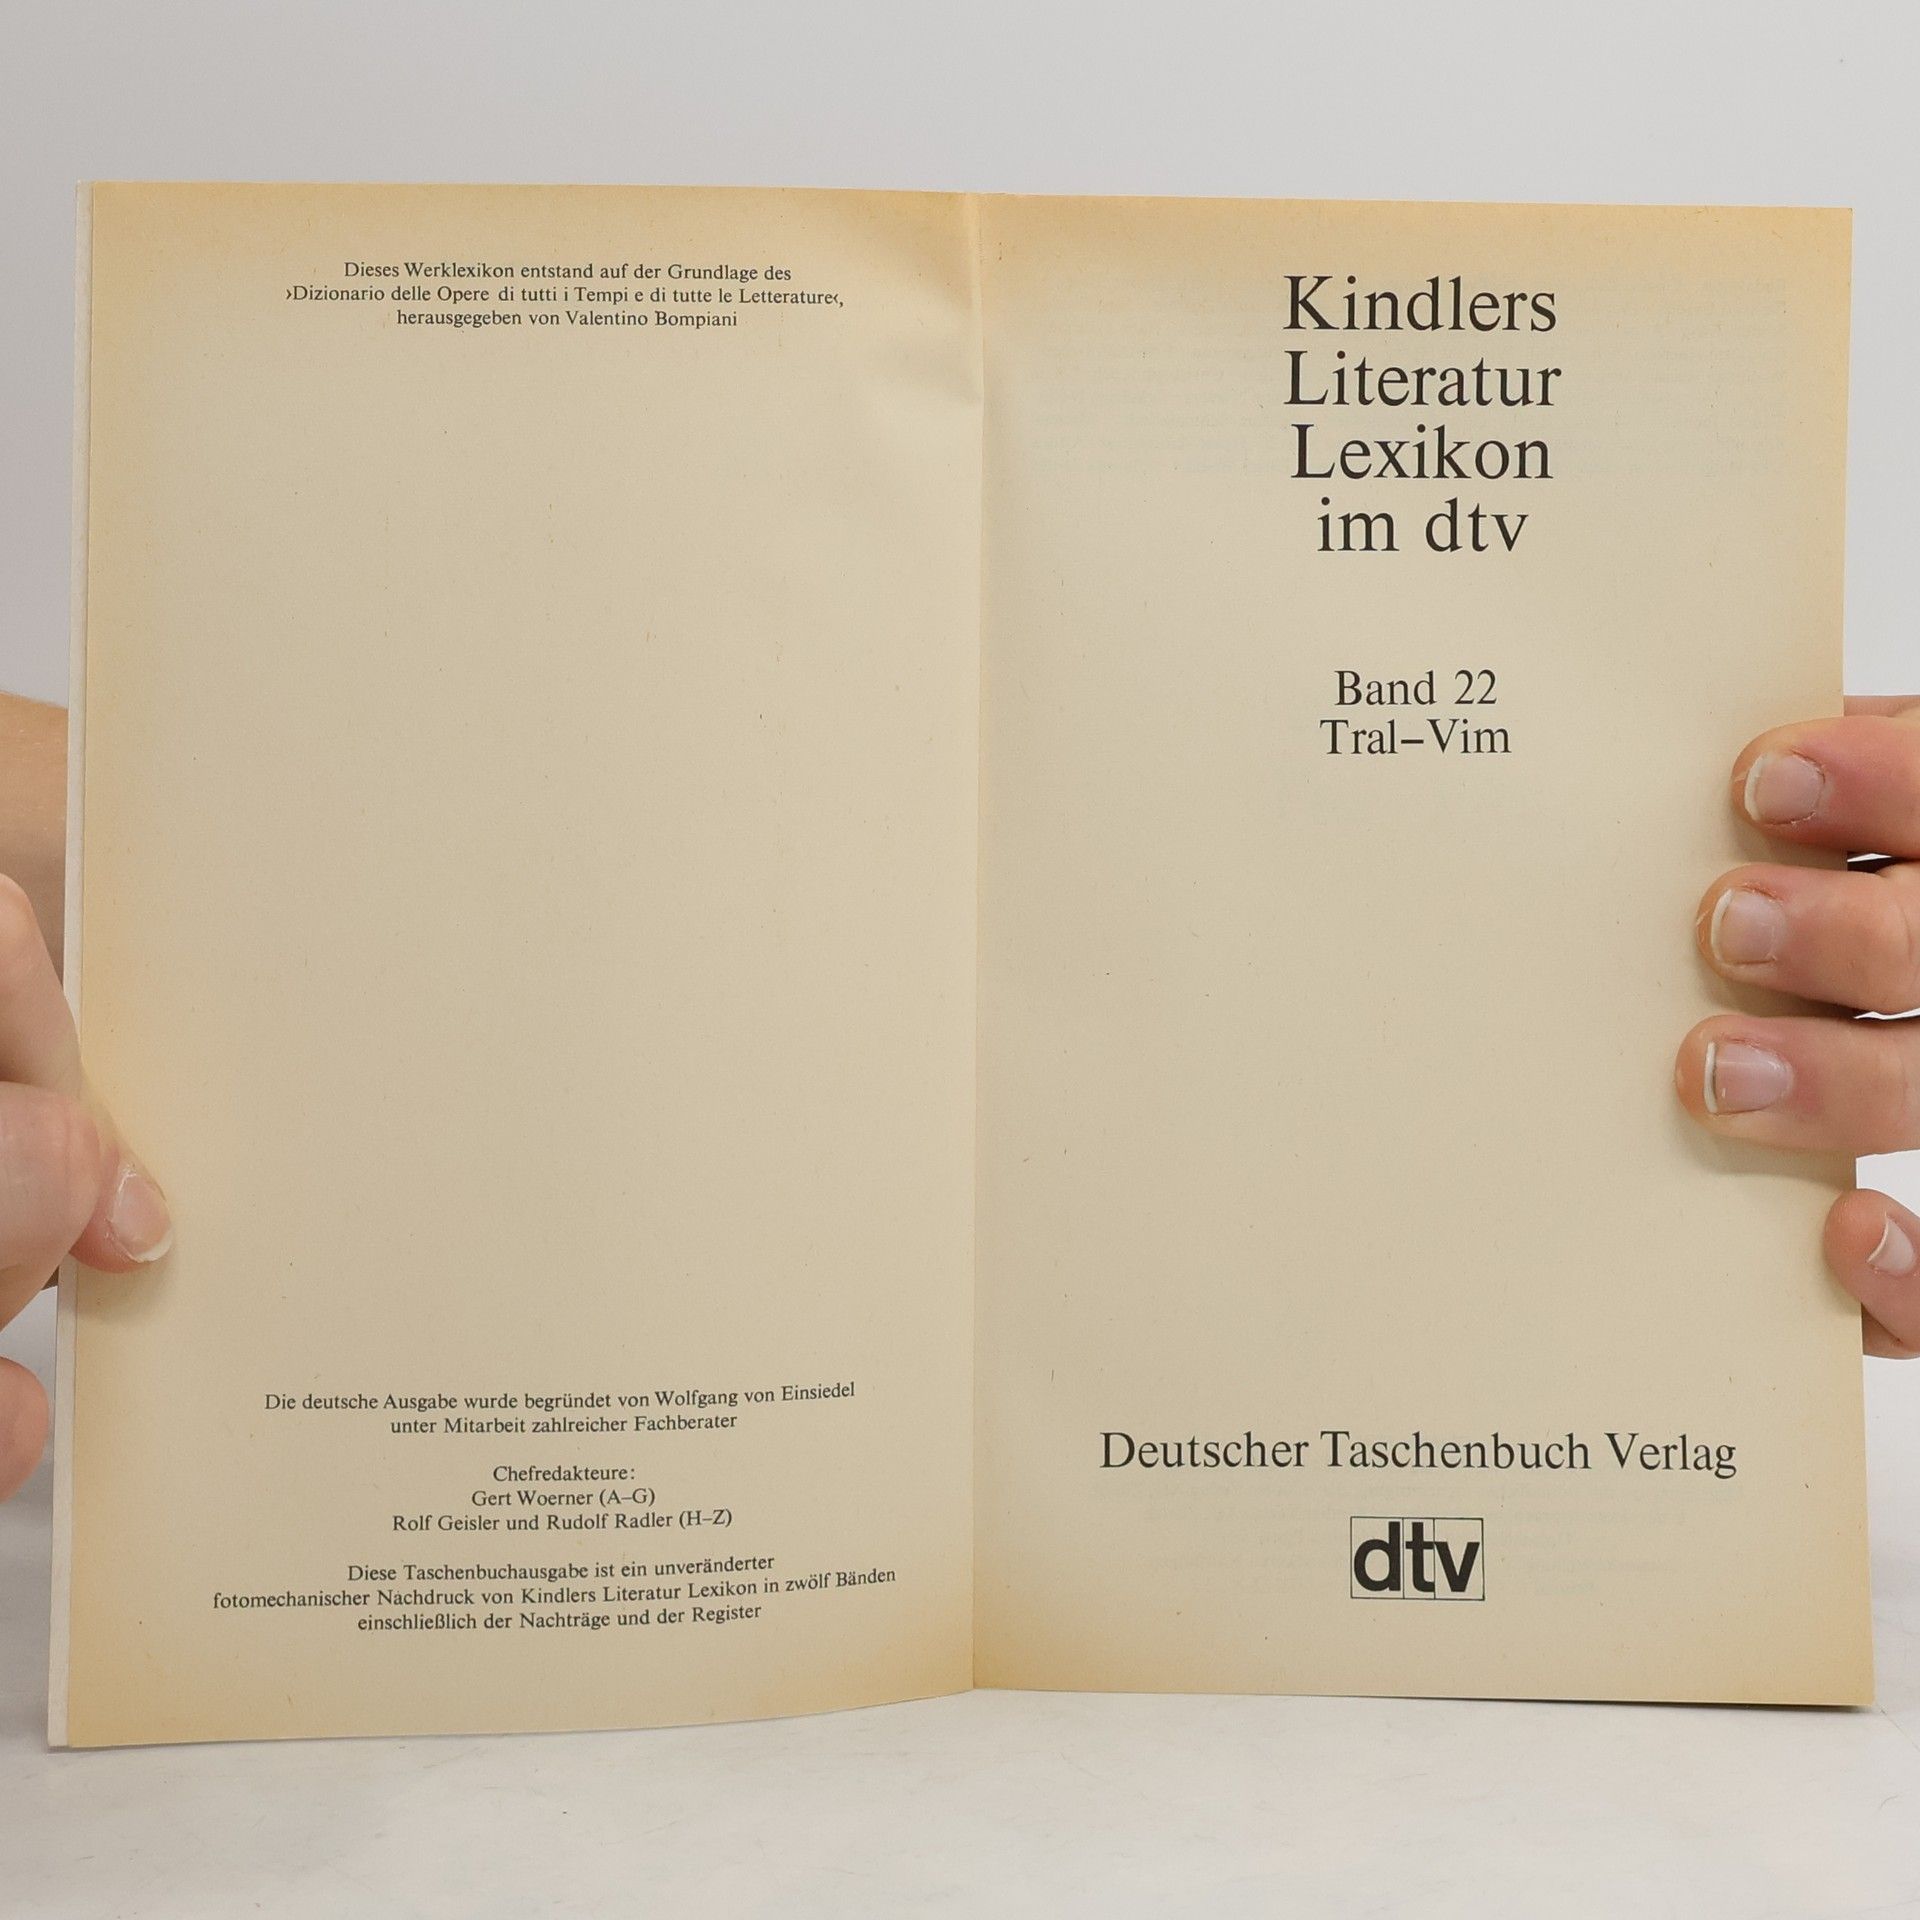 Dieses Werklexikon entstand auf der Grundlage des
›Dizionario delle Opere di tutti i Tempi e di tutte le Letterature‹,
herausgegeben von Valentino Bompiani
Die deutsche Ausgabe wurde begründet von Wolfgang von Einsiedel
unter Mitarbeit zahlreicher Fachberater
Chefredakteure:
Gert Woerner (A–G)
Rolf Geisler und Rudolf Radler (H–Z)
Diese Taschenbuchausgabe ist ein unveränderter
fotomechanischer Nachdruck von Kindlers Literatur Lexikon in zwölf Bänden
einschließlich der Nachträge und der Register
Kindlers
Literatur
Lexikon
im dtv
Band 22
Tral–Vim
Deutscher Taschenbuch Verlag
dtv